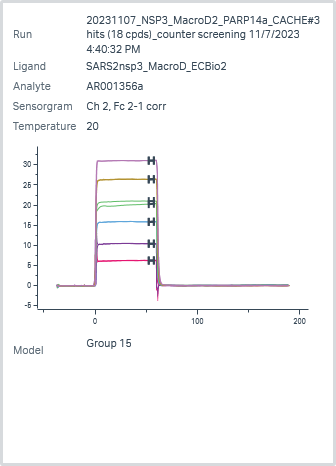 Run 20231107_NSP3_MacroD2_PARP14a_CACHE#3
hits (18 cpds)_counter screening 11/7/2023
4:40:32 PM
Ligand SARS2nsp3_MacroD_ECBio2
Analyte AR001356a
Sensorgram Ch 2, Fc 2-1 corr
Temperature 20
30
25
20
15
10
5
0
-5
0 100 200
Model Group 15